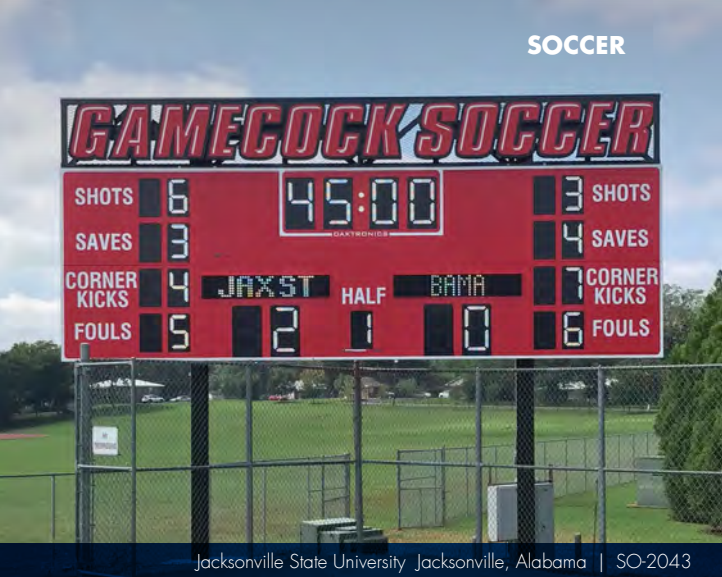 SOCCER
GAMECOCK SOCCER
SHOTS 6 45:00 3 SHOTS
DAKTRONICS
SAVES 3 4 SAVES
CORNER KICKS 4 JAXST HALF BAMA 7 CORNER KICKS
FOULS 5 2 1 0 6 FOULS
Jacksonville State University Jacksonville, Alabama | SO-2043